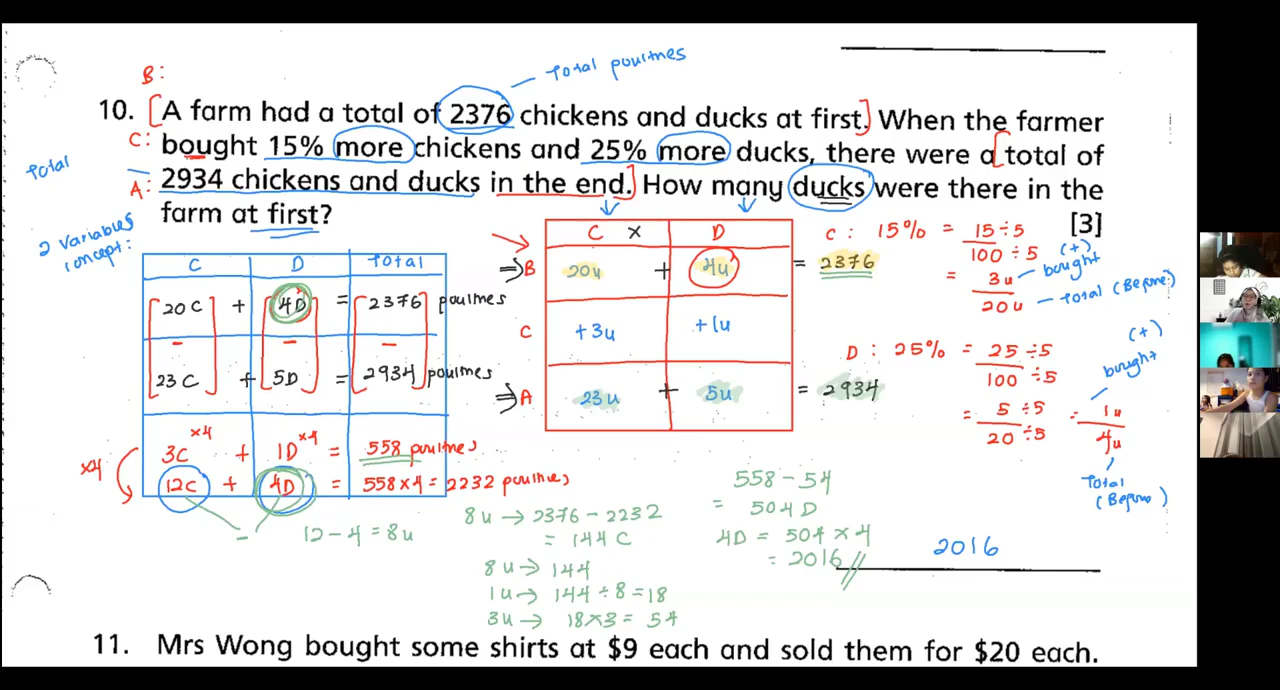 B:
Total poultries
10. [A farm had a total of 2376 chickens and ducks at first.] When the farmer
C: bought 15% more chickens and 25% more ducks, there were a [total of
Total
A: 2934 chickens and ducks in the end.] How many ducks were there in the
farm at first?
[3]
2 Variables
concept:
C D Total
20C + 4D = 2376 poultries
- - -
23C + 5D = 2934 poultries
3C ×4 + 1D ×4 = 558 poultries
×4
12C + 4D = 558 × 4 = 2232 poultries
-
12 - 4 = 8u
C × D
⇒ B 20u + 4u = 2376
C +3u +1u
⇒ A 23u + 5u = 2934
C: 15% = 15 ÷5
100 ÷5
(+)
= 3u bought
20u Total (Before)
D: 25% = 25 ÷5
100 ÷5
(+)
bought
= 5 ÷5 = 1u
20 ÷5 4u
Total
(Before)
8u → 2376 - 2232
= 144 C
8u → 144
1u → 144 ÷ 8 = 18
3u → 18 × 3 = 54
558 - 54
= 504 D
4D = 504 × 4
= 2016 //
2016
11. Mrs Wong bought some shirts at $9 each and sold them for $20 each.